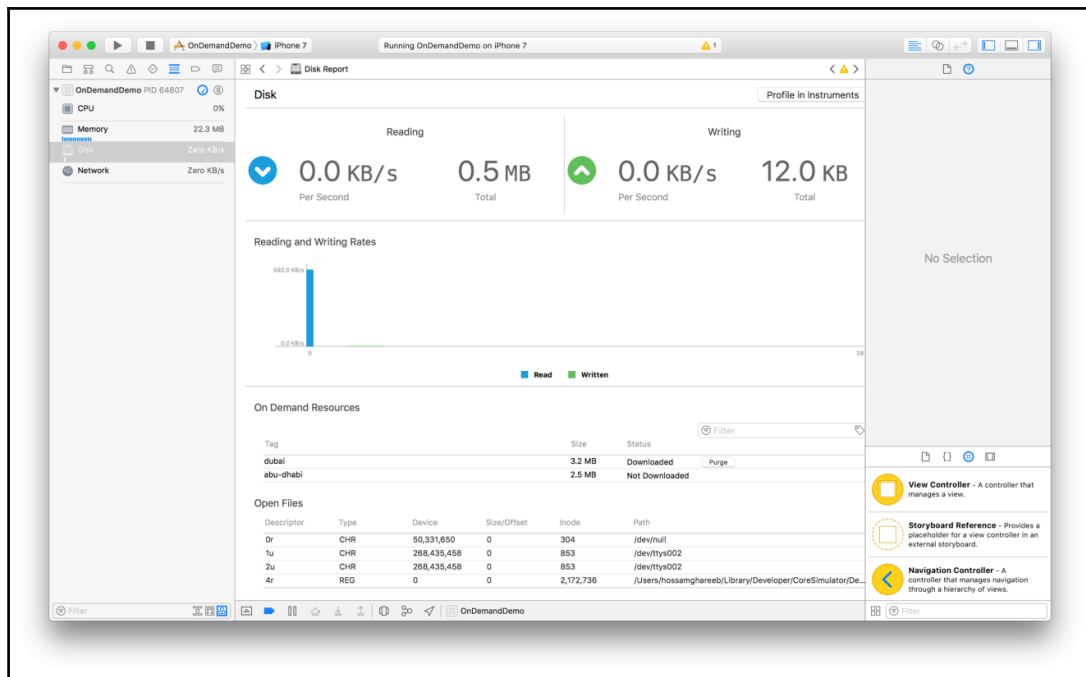 OnDemandDemo iPhone 7
Running OnDemandDemo on iPhone 7
1
Disk Report
OnDemandDemo PID 64807
CPU 0%
Memory 22.3 MB
Disk Zero KB/s
Network Zero KB/s
Disk
Profile in Instruments
Reading
Writing
0.0 KB/s 0.5 MB 0.0 KB/s 12.0 KB
Per Second Total Per Second Total
Reading and Writing Rates
592.0 KB/s
0.0 KB/s
0
Read Written
On Demand Resources
Filter
Tag Size Status
dubai 3.2 MB Downloaded Purge
abu-dhabi 2.5 MB Not Downloaded
Open Files
Descriptor Type Device Size/Offset Inode Path
0r CHR 50,331,650 0 304 /dev/null
1u CHR 268,435,458 0 853 /dev/ttys002
2u CHR 268,435,458 0 853 /dev/ttys002
4r REG 0 0 2,172,736 /Users/hossamghareeb/Library/Developer/CoreSimulator/De...
No Selection
View Controller - A controller that
manages a view.
Storyboard Reference - Provides a
placeholder for a view controller in an
external storyboard.
Navigation Controller - A
controller that manages navigation
through a hierarchy of views.
Filter
OnDemandDemo
Filter